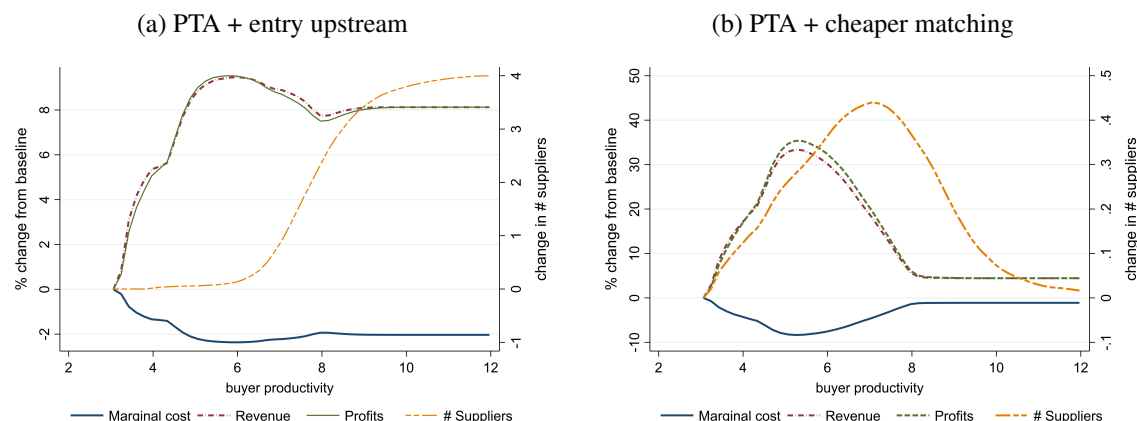 (a) PTA + entry upstream
% change from baseline
8
6
4
2
0
-2
change in # suppliers
4
3
2
1
0
-1
2 4 6 8 10 12
buyer productivity
Marginal cost Revenue Profits # Suppliers
(b) PTA + cheaper matching
% change from baseline
50
40
30
20
10
0
-10
change in # suppliers
.5
.4
.3
.2
.1
0
-.1
2 4 6 8 10 12
buyer productivity
Marginal cost Revenue Profits # Suppliers